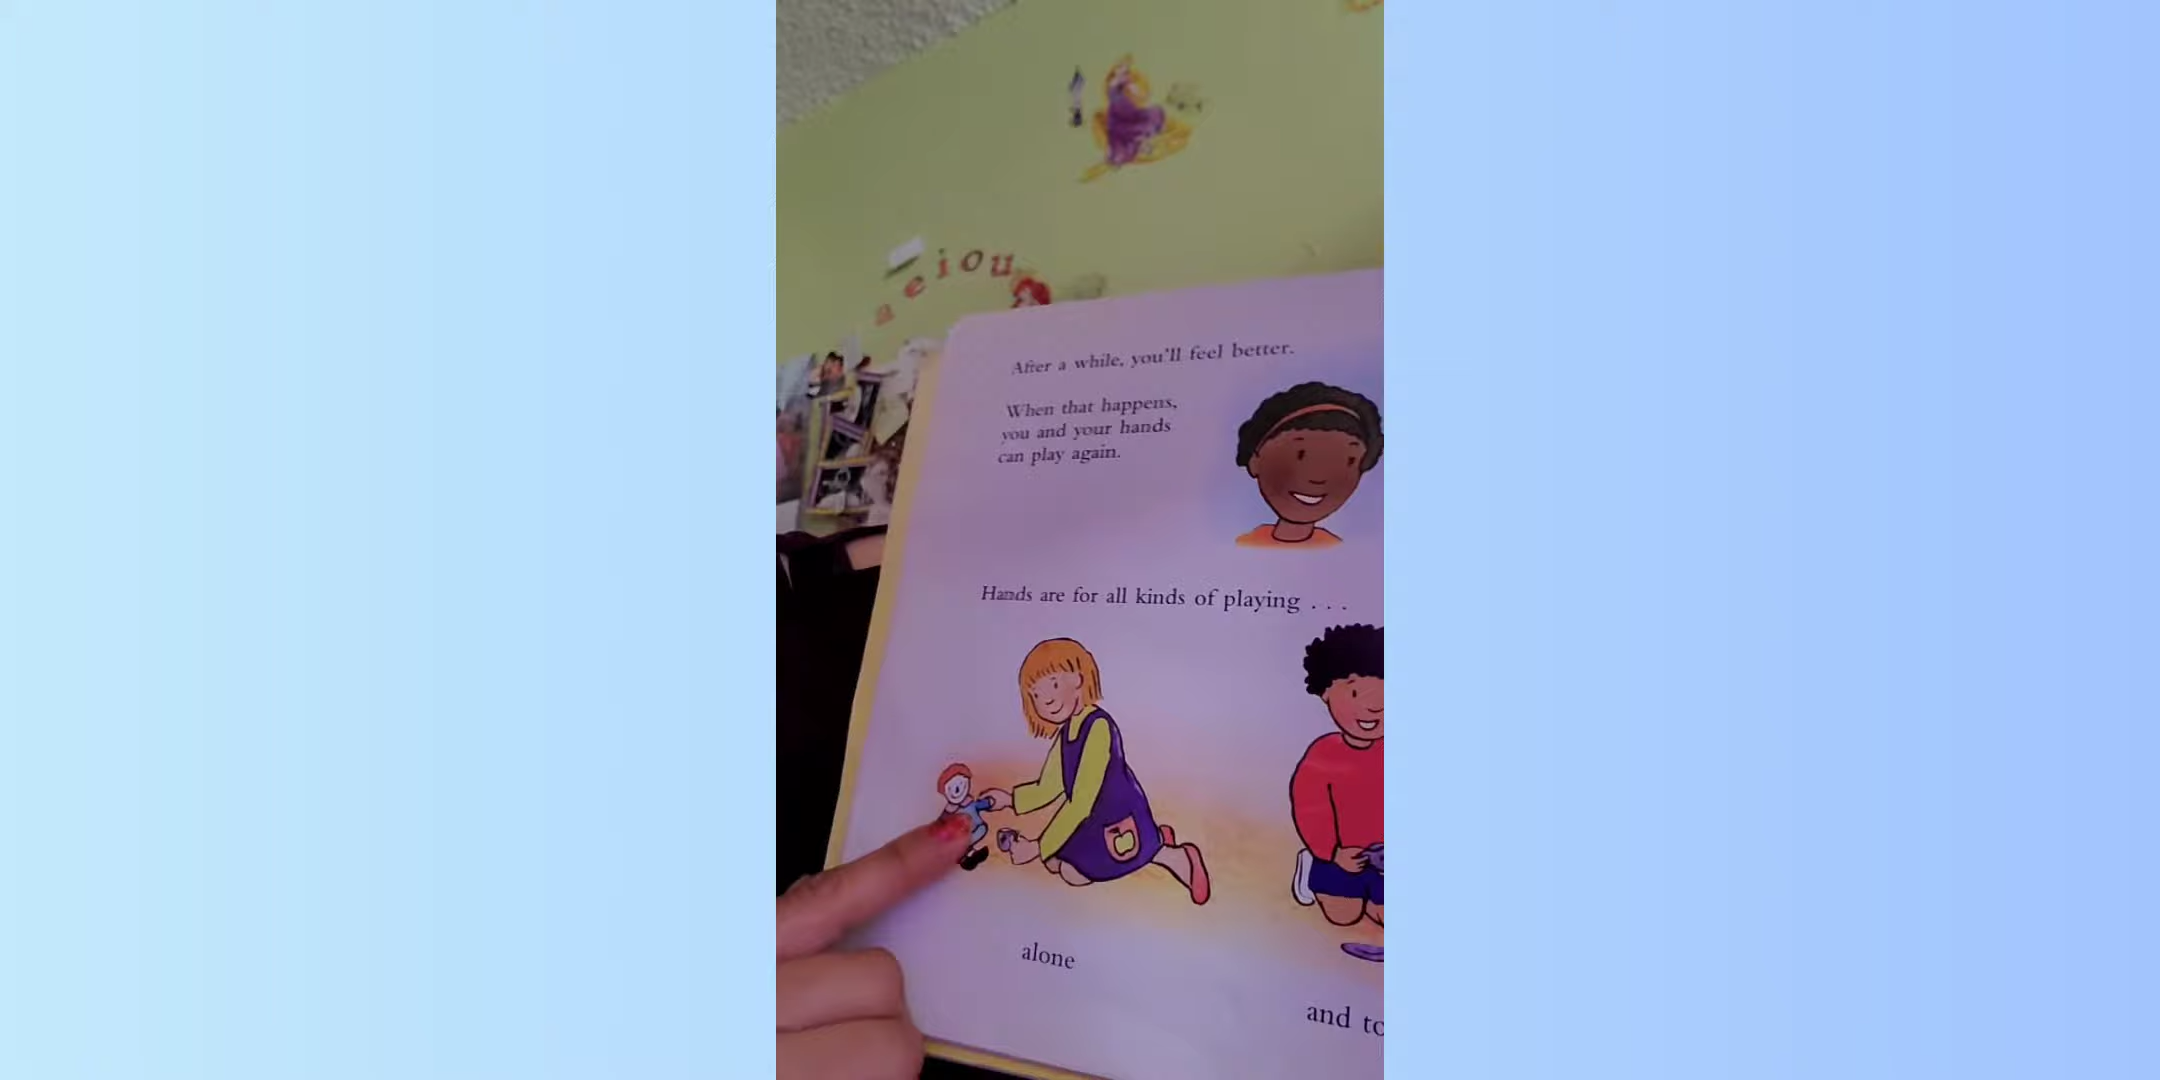 a e i o u
After a while, you'll feel better.
When that happens,
you and your hands
can play again.
Hands are for all kinds of playing . . .
alone
and to